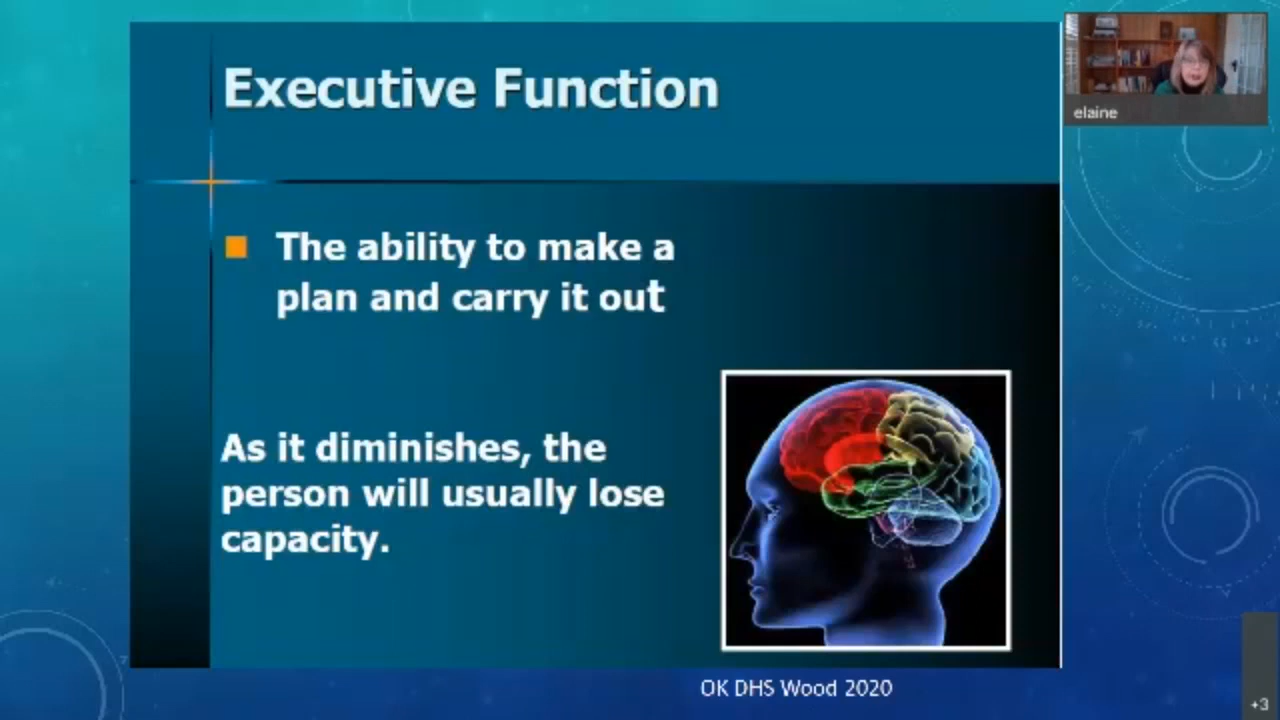 Executive Function
elaine
The ability to make a
plan and carry it out
As it diminishes, the
person will usually lose
capacity.
OK DHS Wood 2020
+3